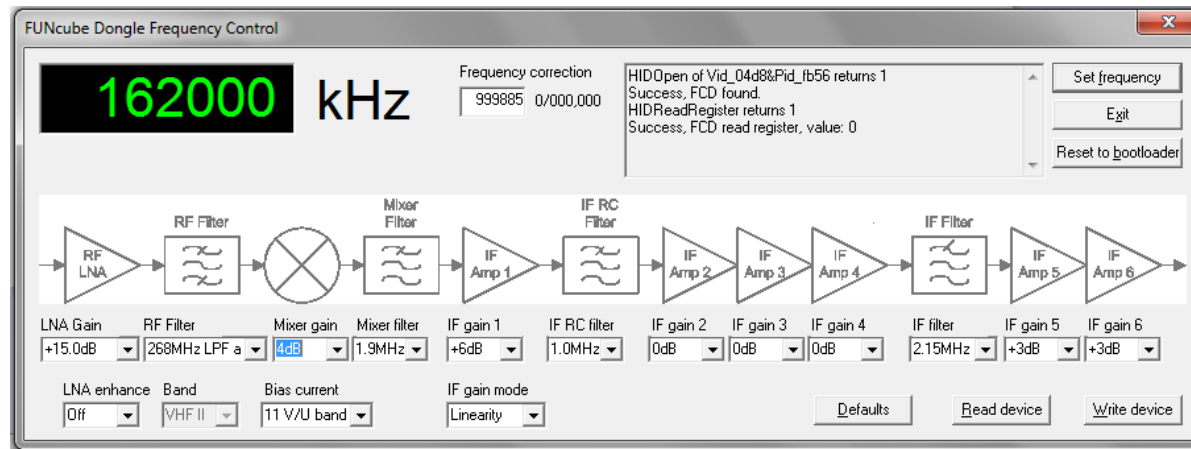 FUNcube Dongle Frequency Control
162000 kHz
Frequency correction
999885 0/000,000
HIDOpen of Vid_04d8&Pid_fb56 returns 1
Success, FCD found.
HIDReadRegister returns 1
Success, FCD read register, value: 0
Set frequency
Exit
Reset to bootloader
RF Filter
Mixer
Filter
IF RC
Filter
IF Filter
RF
LNA
IF
Amp 1
IF
Amp 2
IF
Amp 3
IF
Amp 4
IF
Amp 5
IF
Amp 6
LNA Gain RF Filter Mixer gain Mixer filter IF gain 1 IF RC filter IF gain 2 IF gain 3 IF gain 4 IF filter IF gain 5 IF gain 6
+15.0dB 268MHz LPF a 4dB 1.9MHz +6dB 1.0MHz 0dB 0dB 0dB 2.15MHz +3dB +3dB
LNA enhance Band Bias current IF gain mode
Off VHF II 11 V/U band Linearity
Defaults Read device Write device